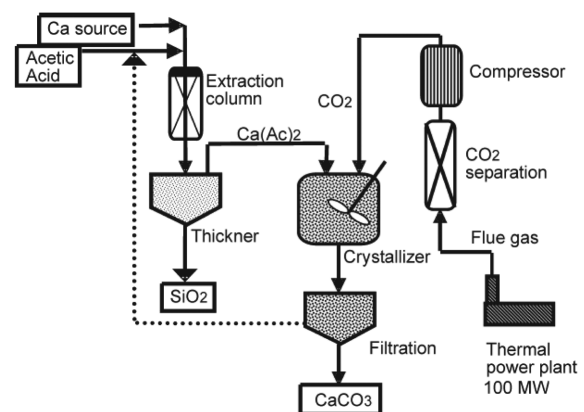 Ca source
Acetic
Acid
Extraction
column
CO2
Compressor
Ca(Ac)2
CO2
separation
Thickner
Crystallizer
Flue gas
SiO2
Filtration
Thermal
power plant
100 MW
CaCO3